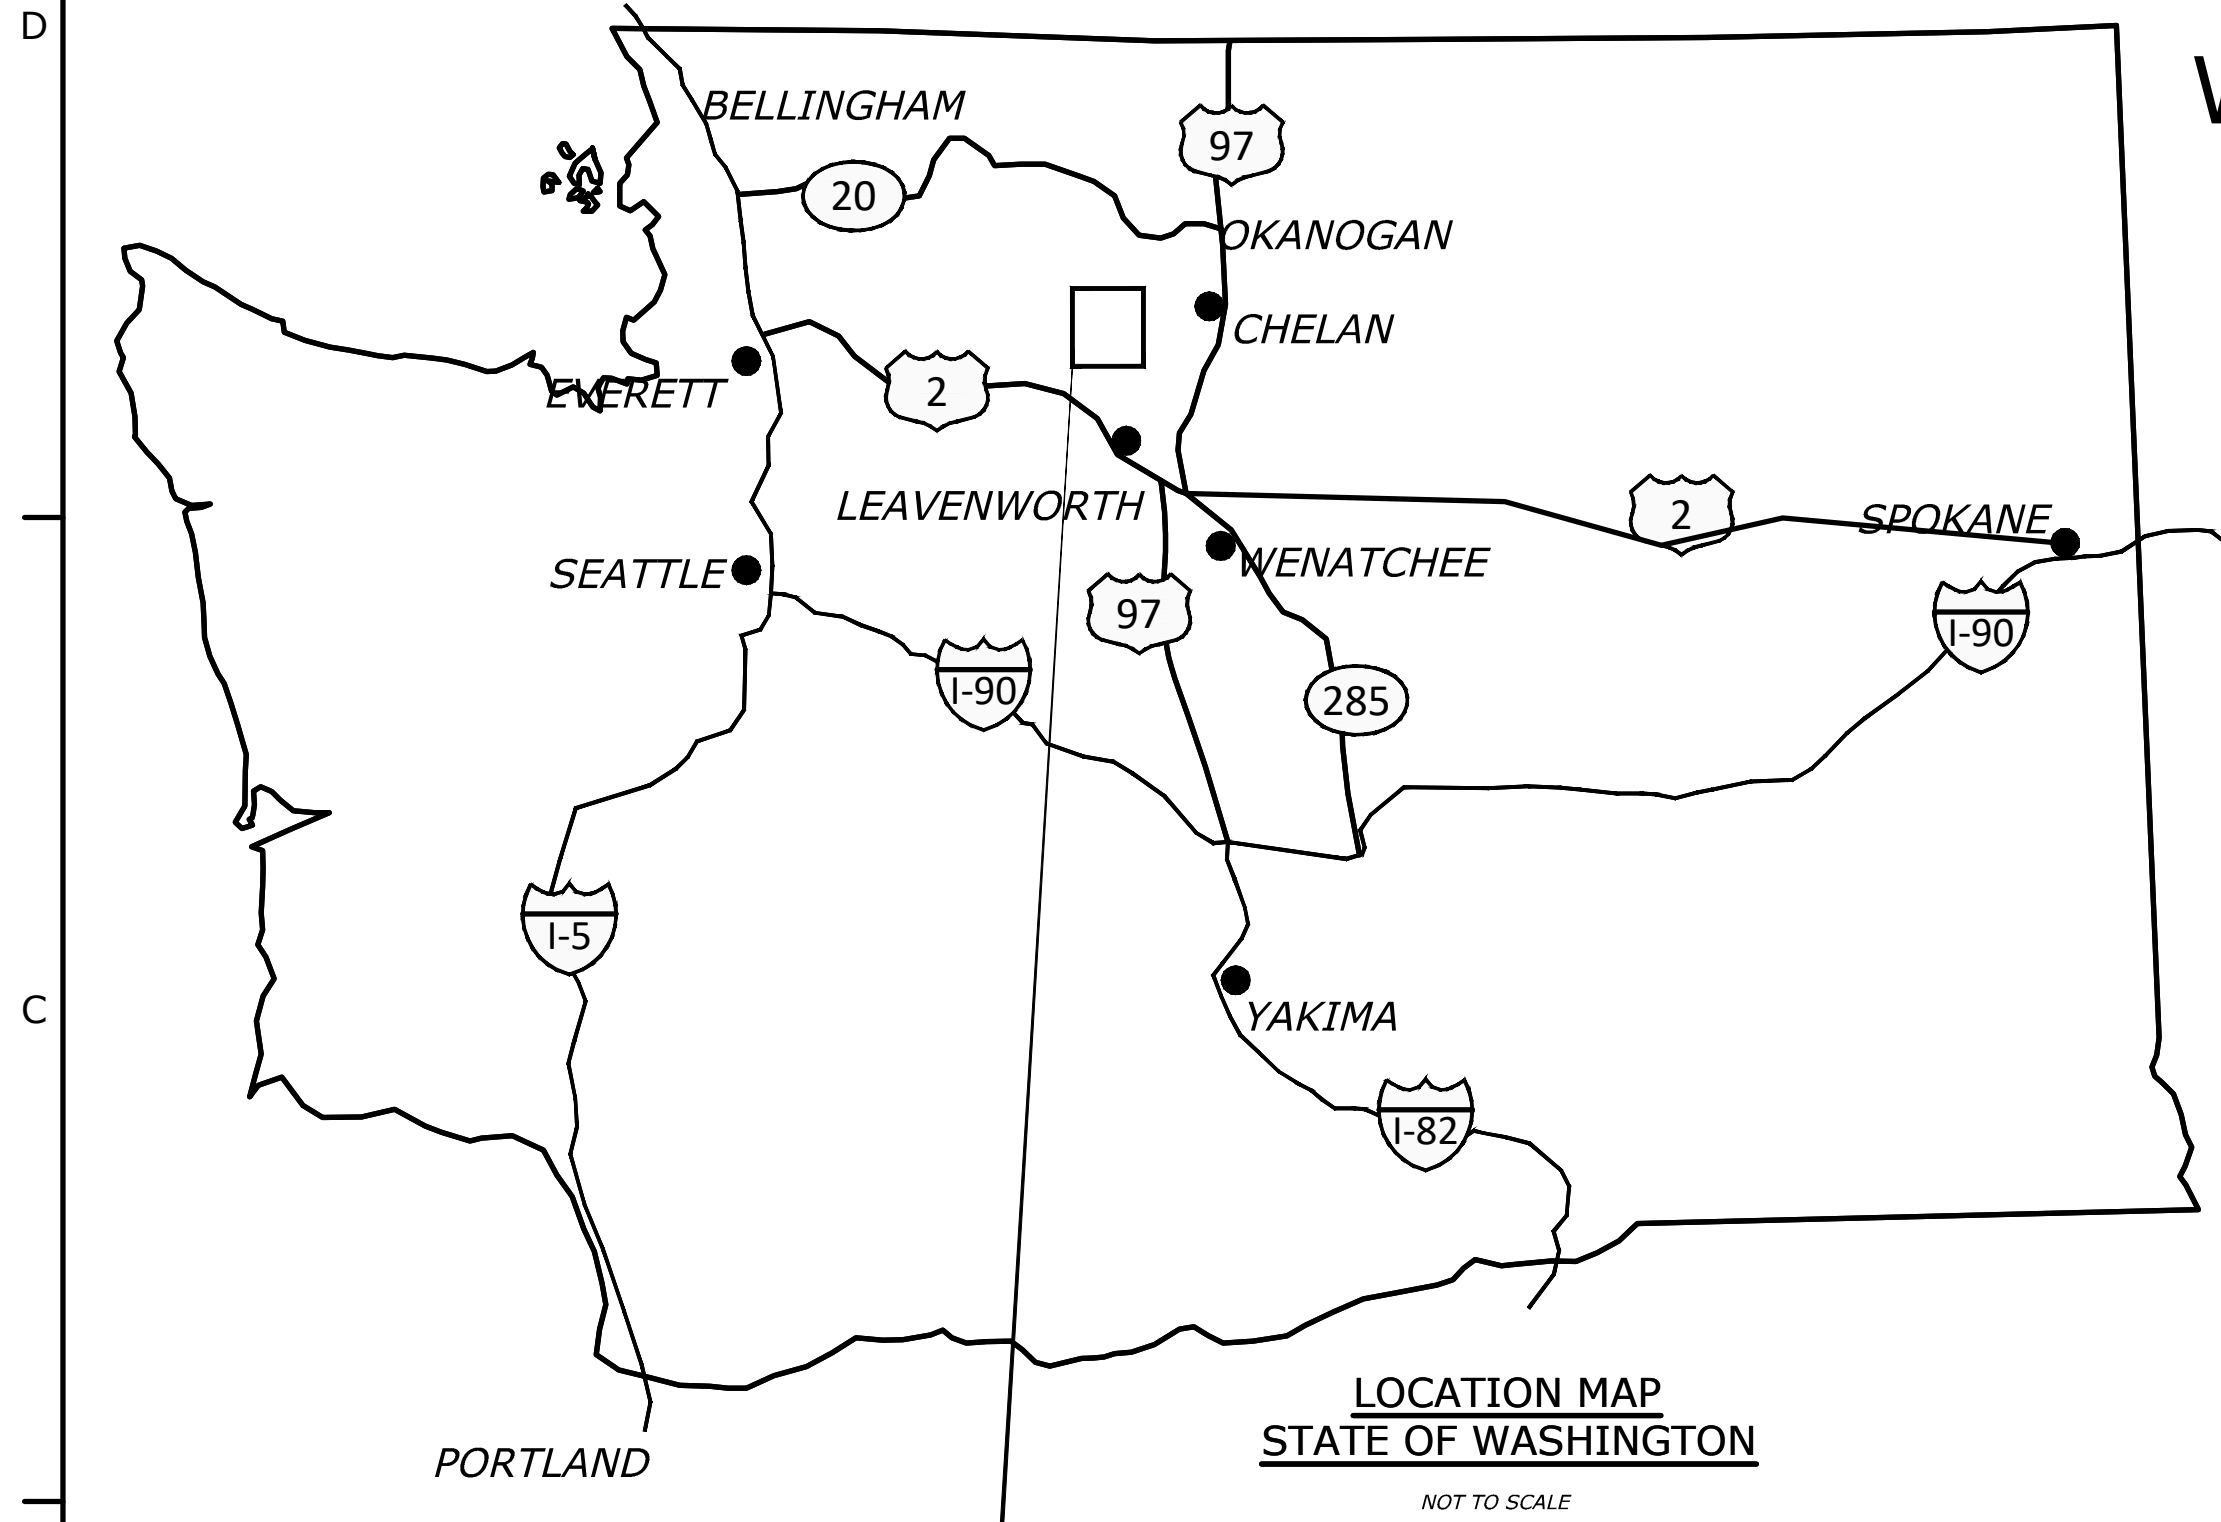 D
V
BELLINGHAM
97
20
OKANOGAN
CHELAN
EVERETT
2
LEAVENWORTH
2
SPOKANE
SEATTLE
WENATCHEE
97
I-90
I-90
285
I-5
C
YAKIMA
I-82
LOCATION MAP
STATE OF WASHINGTON
PORTLAND
NOT TO SCALE